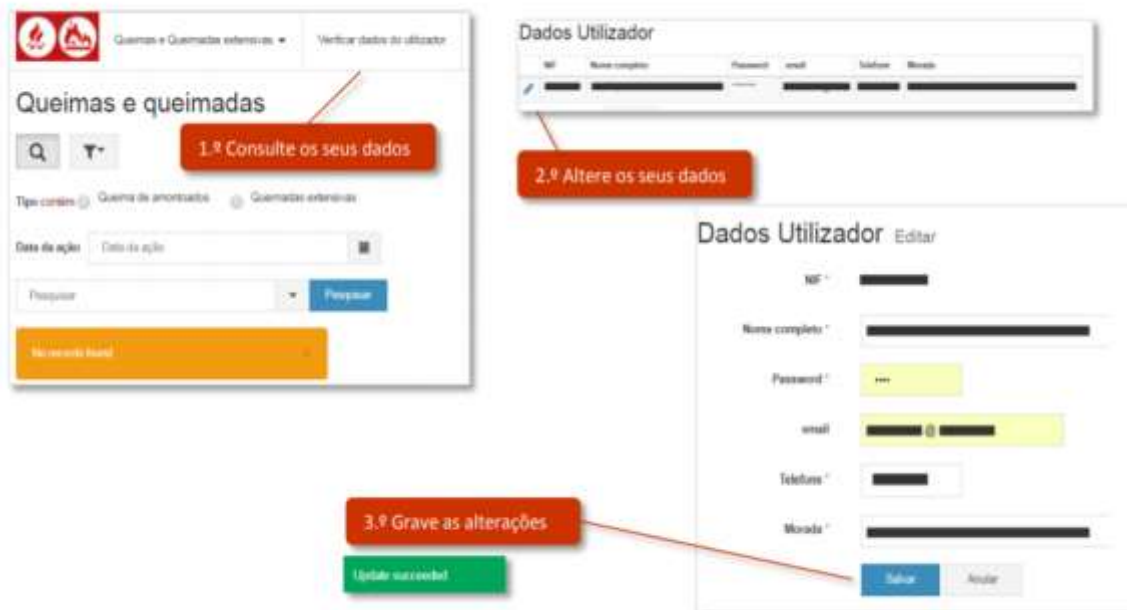 Queimas e Queimadas extensivas
Verificar dados do utilizador
Queimas e queimadas
1.º Consulte os seus dados
Tipo contém
Queima de amontoados
Queimadas extensivas
Data da ação
Data da ação
Pesquisar
Pesquisar
No records found
Dados Utilizador
NIF Nome completo Password email Telefone Morada
2.º Altere os seus dados
Dados Utilizador Editar
NIF *
Nome completo *
Password *
email
@
Telefone *
Morada *
3.º Grave as alterações
Salvar
Anular
Update succeeded